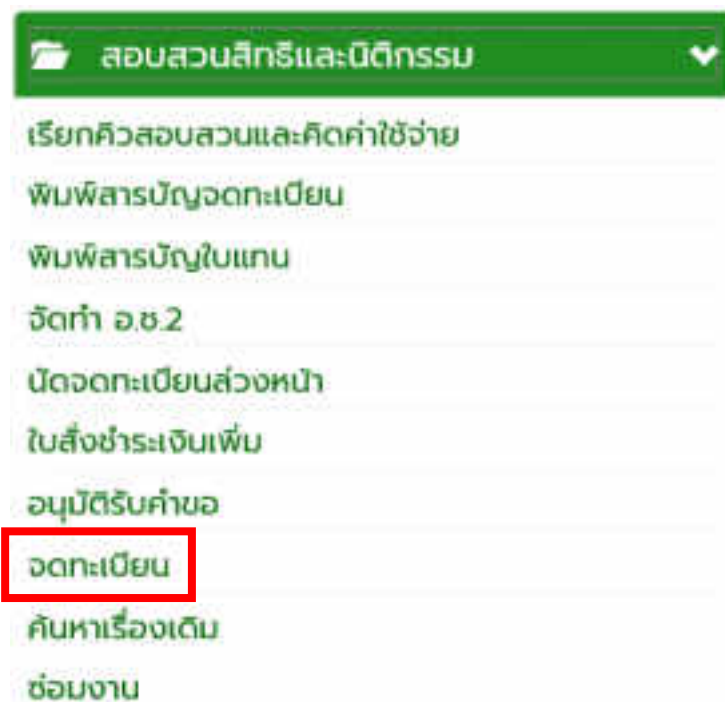 สอบสวนสิทธิและนิติกรรม
เรียกคิวสอบสวนและคิดค่าใช้จ่าย
พิมพ์สารบัญจดทะเบียน
พิมพ์สารบัญใบแทน
จัดทำ อ.ช.2
นัดจดทะเบียนล่วงหน้า
ใบสั่งชำระเงินเพิ่ม
อนุมัติรับคำขอ
จดทะเบียน
ค้นหาเรื่องเดิม
ซ่อมงาน